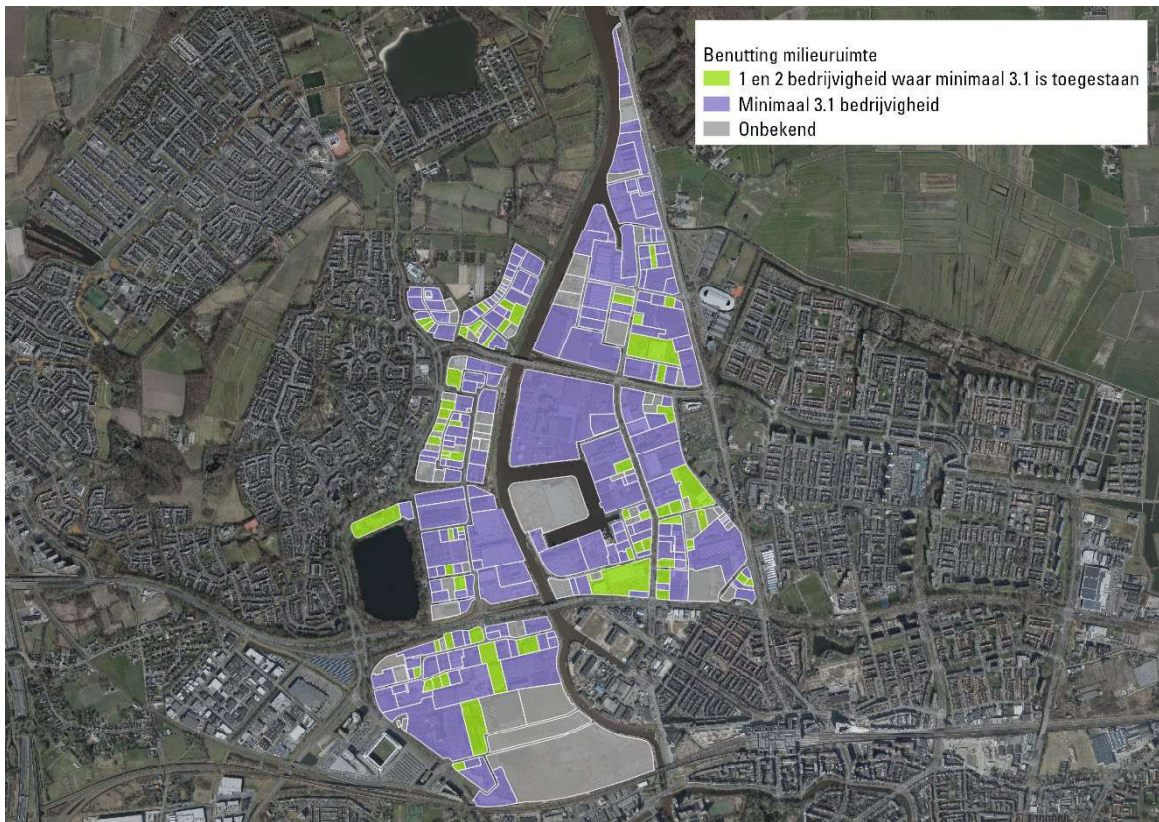 Benutting milieuruimte
1 en 2 bedrijvigheid waar minimaal 3.1 is toegestaan
Minimaal 3.1 bedrijvigheid
Onbekend